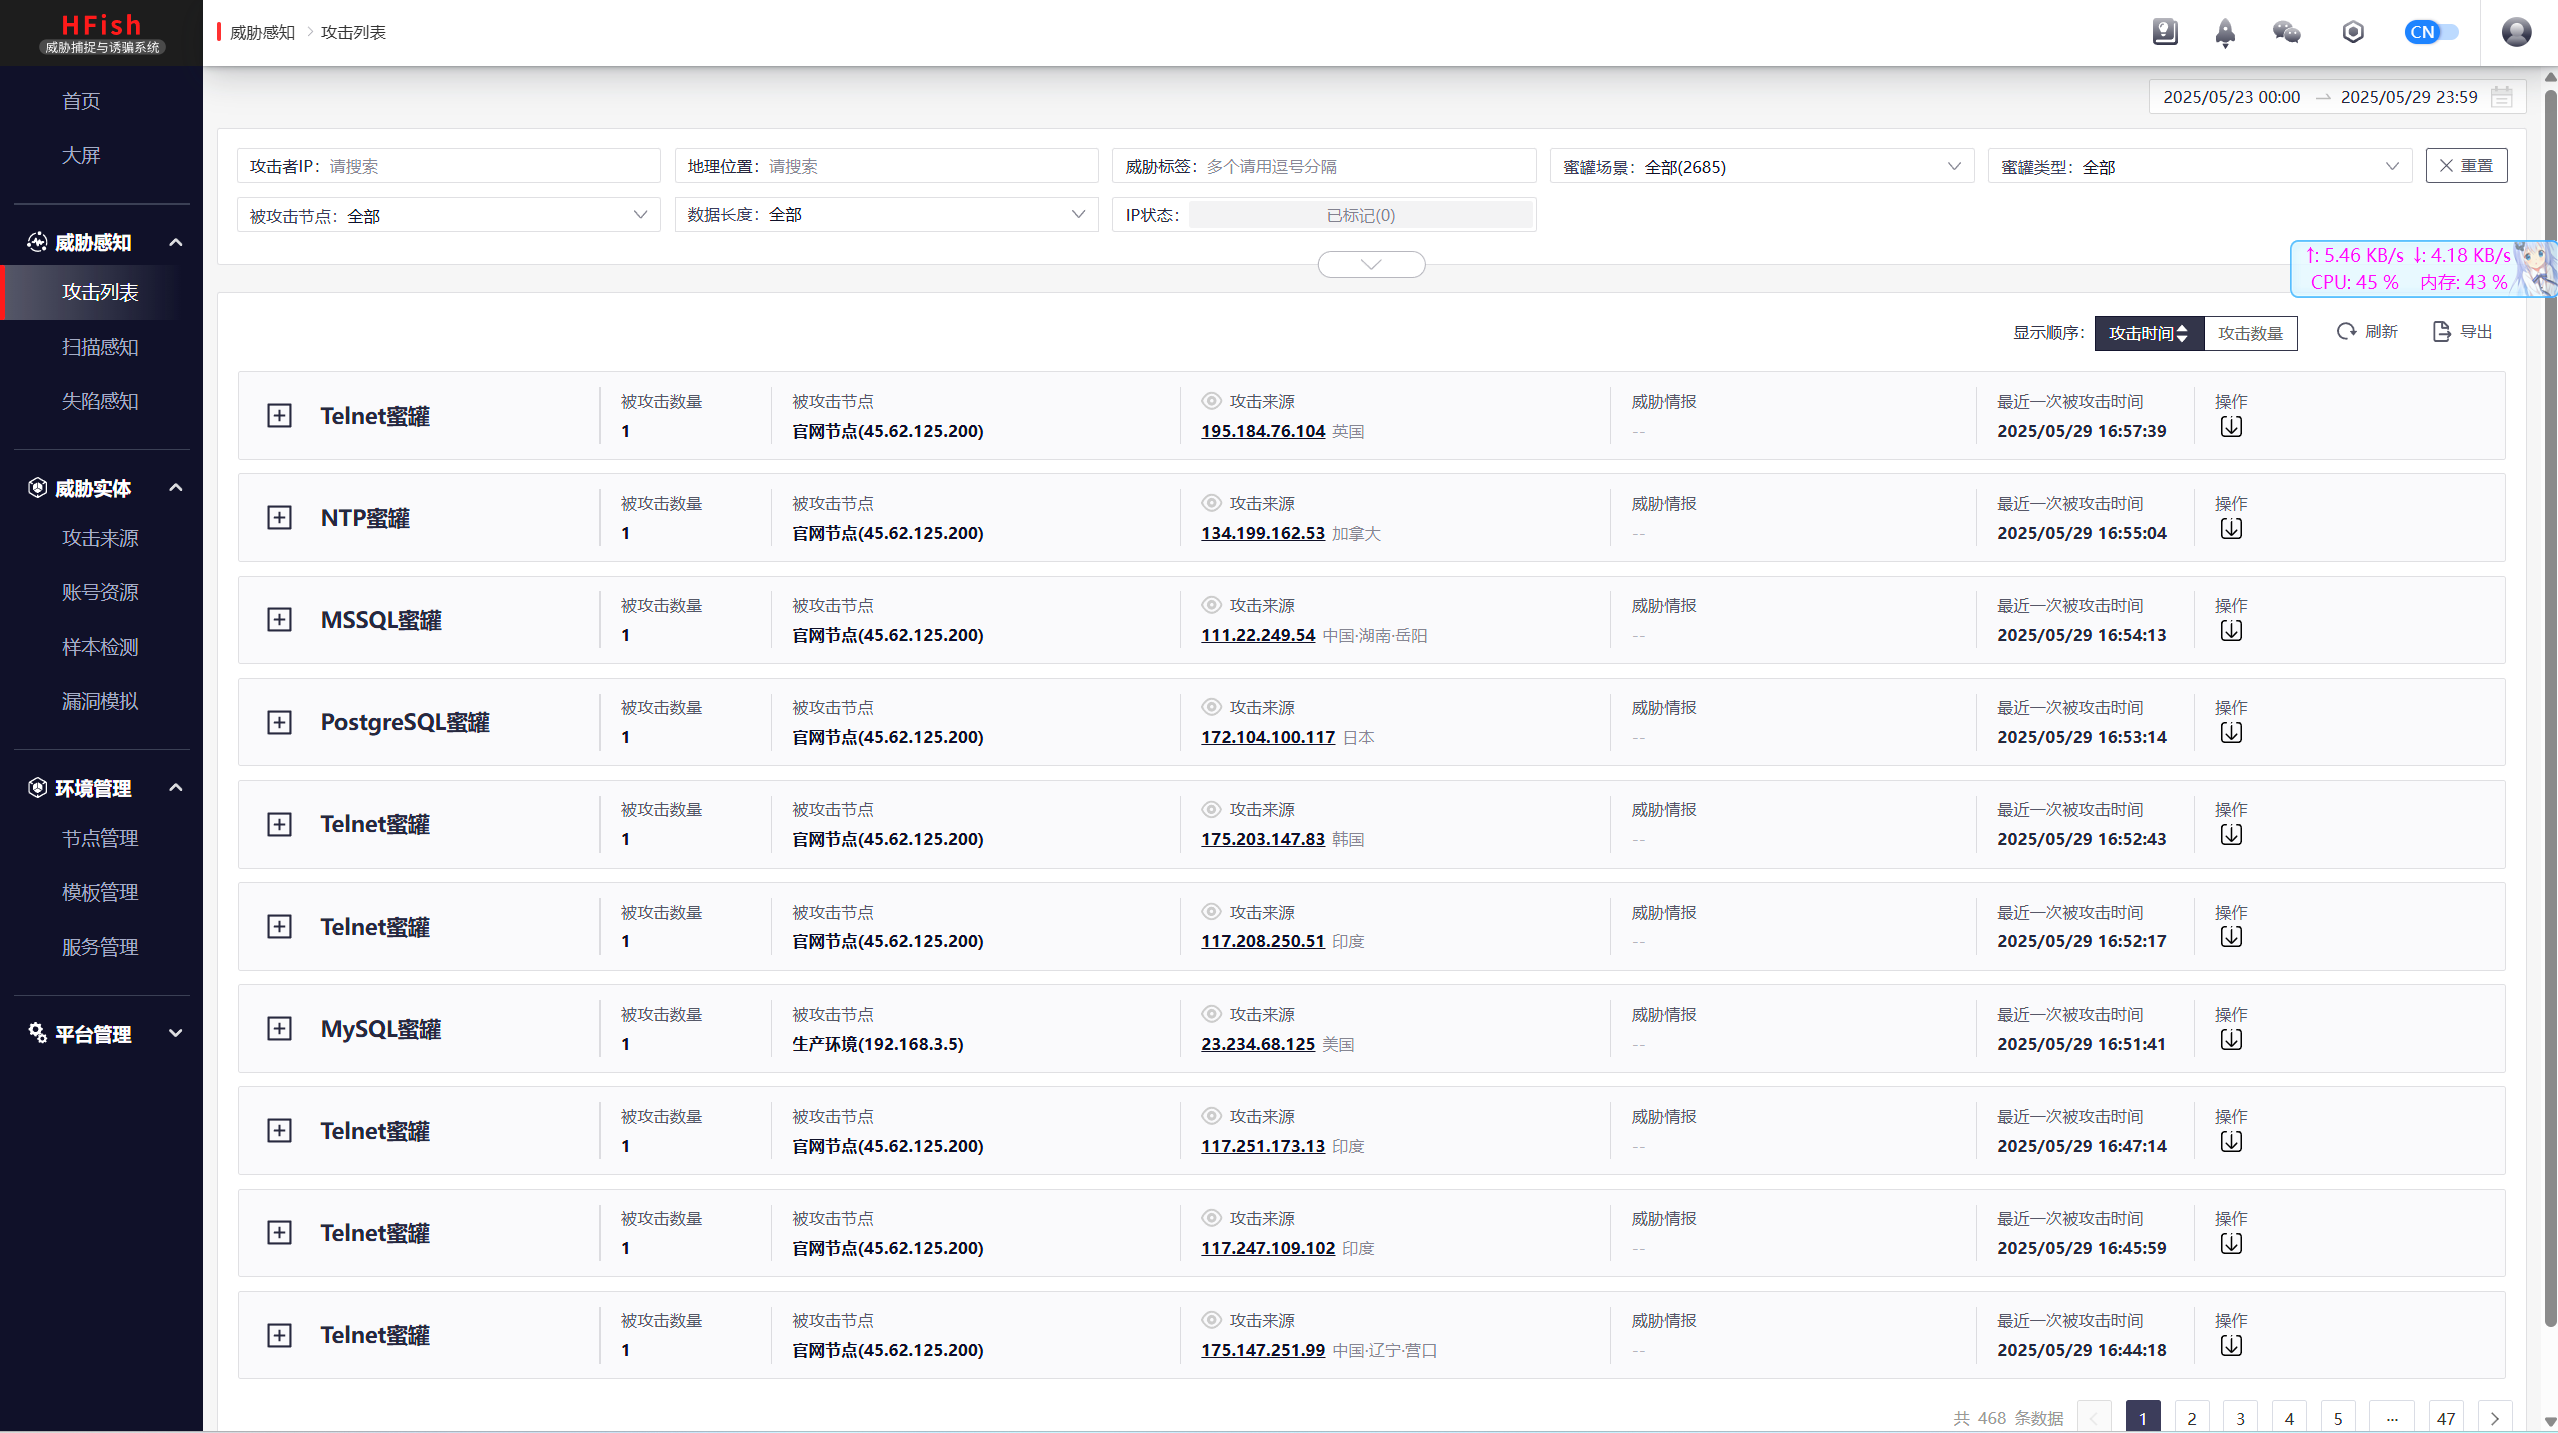 HFish
威胁捕捉与诱骗系统
首页
大屏
威胁感知
攻击列表
扫描感知
失陷感知
威胁实体
攻击来源
账号资源
样本检测
漏洞模拟
环境管理
节点管理
模板管理
服务管理
平台管理
威胁感知 > 攻击列表
CN
2025/05/23 00:00 → 2025/05/29 23:59
攻击者IP: 请搜索 地理位置: 请搜索 威胁标签: 多个请用逗号分隔 蜜罐场景: 全部(2685) 蜜罐类型: 全部 重置
被攻击节点: 全部 数据长度: 全部 IP状态: 已标记(0)
↑: 5.46 KB/s ↓: 4.18 KB/s
CPU: 45 % 内存: 43 %
显示顺序: 攻击时间 攻击数量 刷新 导出
Telnet蜜罐
被攻击数量 被攻击节点 攻击来源 威胁情报 最近一次被攻击时间 操作
1 官网节点(45.62.125.200) 195.184.76.104 英国 -- 2025/05/29 16:57:39
NTP蜜罐
被攻击数量 被攻击节点 攻击来源 威胁情报 最近一次被攻击时间 操作
1 官网节点(45.62.125.200) 134.199.162.53 加拿大 -- 2025/05/29 16:55:04
MSSQL蜜罐
被攻击数量 被攻击节点 攻击来源 威胁情报 最近一次被攻击时间 操作
1 官网节点(45.62.125.200) 111.22.249.54 中国·湖南·岳阳 -- 2025/05/29 16:54:13
PostgreSQL蜜罐
被攻击数量 被攻击节点 攻击来源 威胁情报 最近一次被攻击时间 操作
1 官网节点(45.62.125.200) 172.104.100.117 日本 -- 2025/05/29 16:53:14
Telnet蜜罐
被攻击数量 被攻击节点 攻击来源 威胁情报 最近一次被攻击时间 操作
1 官网节点(45.62.125.200) 175.203.147.83 韩国 -- 2025/05/29 16:52:43
Telnet蜜罐
被攻击数量 被攻击节点 攻击来源 威胁情报 最近一次被攻击时间 操作
1 官网节点(45.62.125.200) 117.208.250.51 印度 -- 2025/05/29 16:52:17
MySQL蜜罐
被攻击数量 被攻击节点 攻击来源 威胁情报 最近一次被攻击时间 操作
1 生产环境(192.168.3.5) 23.234.68.125 美国 -- 2025/05/29 16:51:41
Telnet蜜罐
被攻击数量 被攻击节点 攻击来源 威胁情报 最近一次被攻击时间 操作
1 官网节点(45.62.125.200) 117.251.173.13 印度 -- 2025/05/29 16:47:14
Telnet蜜罐
被攻击数量 被攻击节点 攻击来源 威胁情报 最近一次被攻击时间 操作
1 官网节点(45.62.125.200) 117.247.109.102 印度 -- 2025/05/29 16:45:59
Telnet蜜罐
被攻击数量 被攻击节点 攻击来源 威胁情报 最近一次被攻击时间 操作
1 官网节点(45.62.125.200) 175.147.251.99 中国·辽宁·营口 -- 2025/05/29 16:44:18
共 468 条数据 < 1 2 3 4 5 ··· 47 >